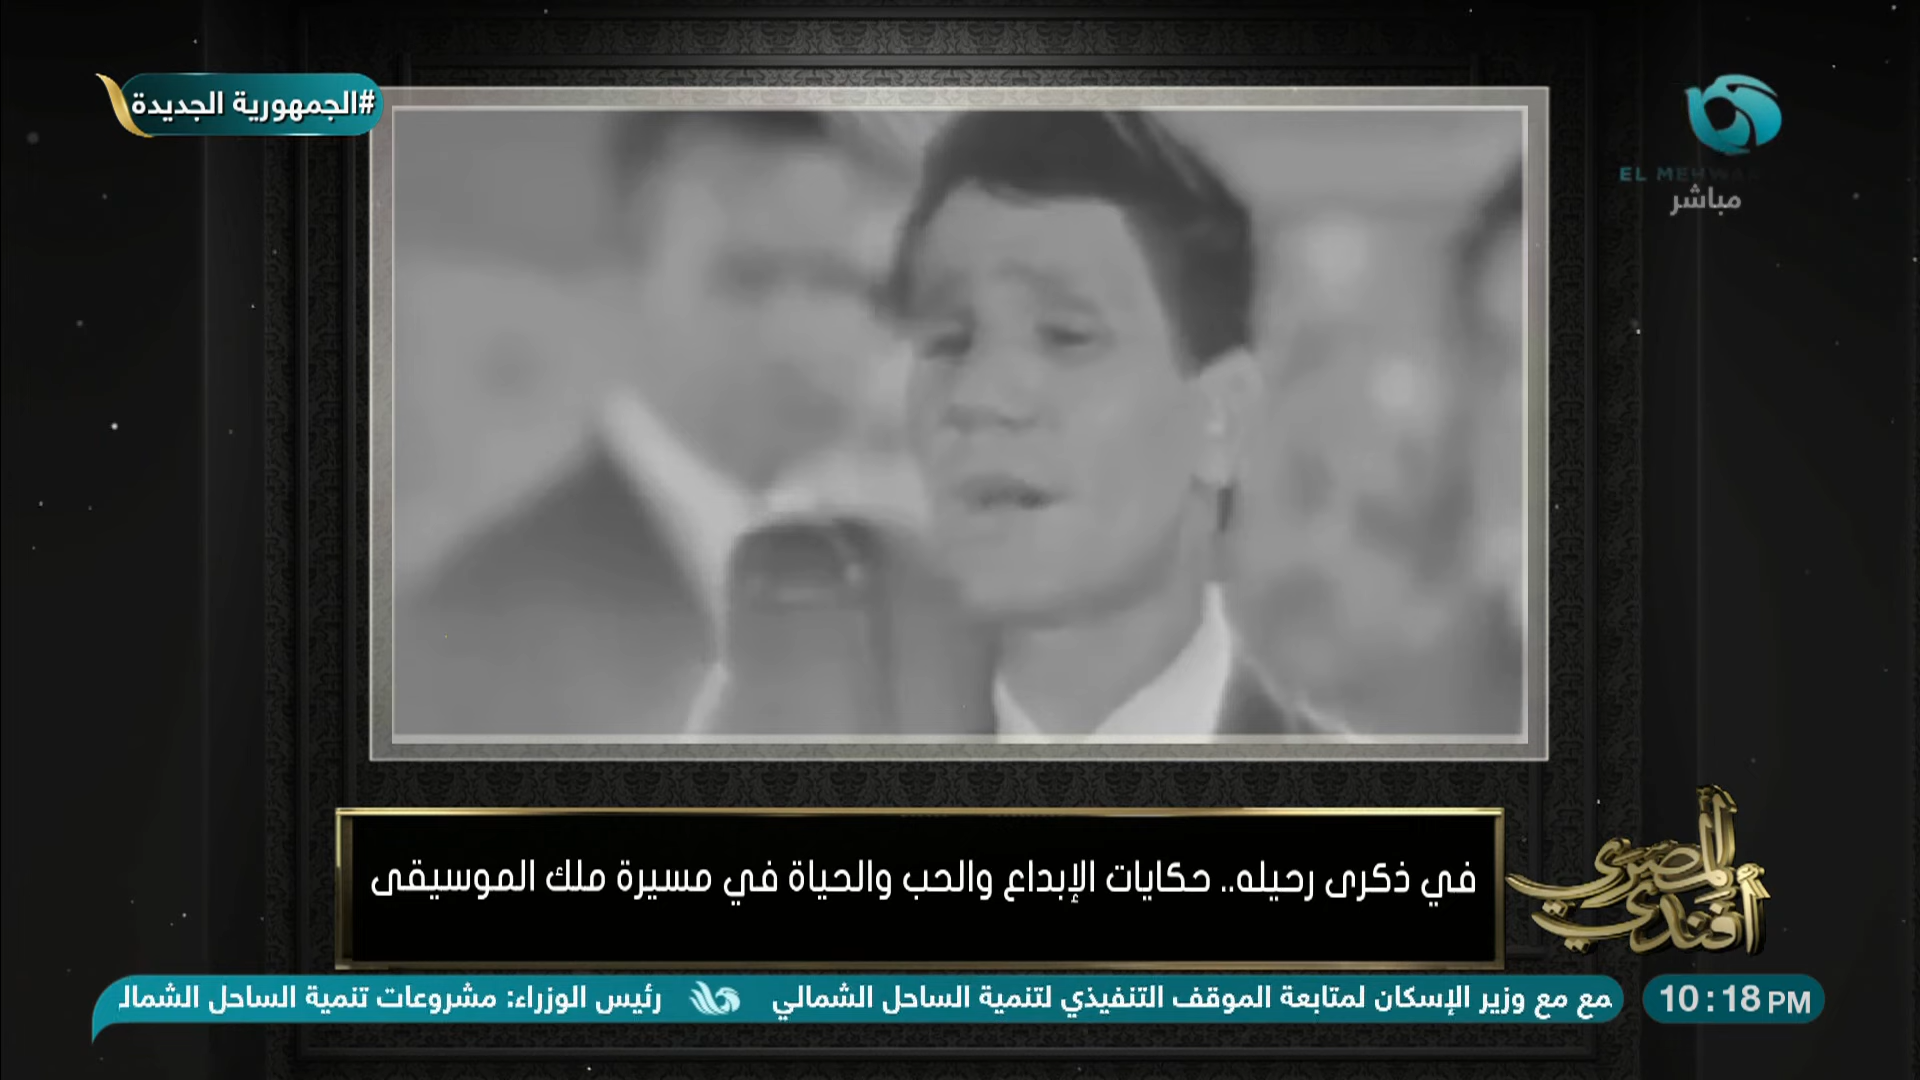 #الجمهورية الجديدة
EL MEHWAR
مباشر
في ذكرى رحيله.. حكايات الإبداع والحب والحياة في مسيرة ملك الموسيقى
المصري
أفندي
مع مع وزير الإسكان لمتابعة الموقف التنفيذي لتنمية الساحل الشمالي رئيس الوزراء: مشروعات تنمية الساحل الشمال
10:18 PM